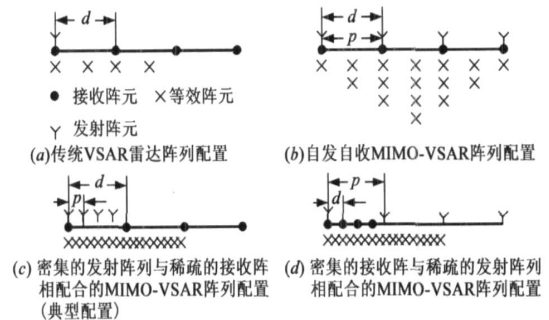 d
d
p
● 接收阵元 ×等效阵元
Y 发射阵元
(a)传统VSAR雷达阵列配置
(b)自发自收MIMO-VSAR阵列配置
d
p
p
d
(c) 密集的发射阵列与稀疏的接收阵
相配合的MIMO-VSAR阵列配置
(典型配置)
(d) 密集的接收阵与稀疏的发射阵列
相配合的MIMO-VSAR阵列配置